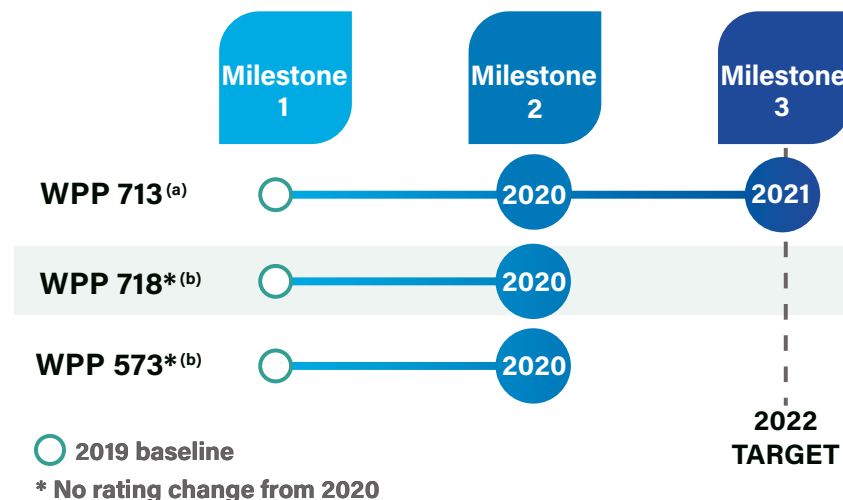 Milestone
1
Milestone
2
Milestone
3
WPP 713 (a)
2020
2021
WPP 718* (b)
2020
WPP 573* (b)
2020
2022
TARGET
2019 baseline
* No rating change from 2020